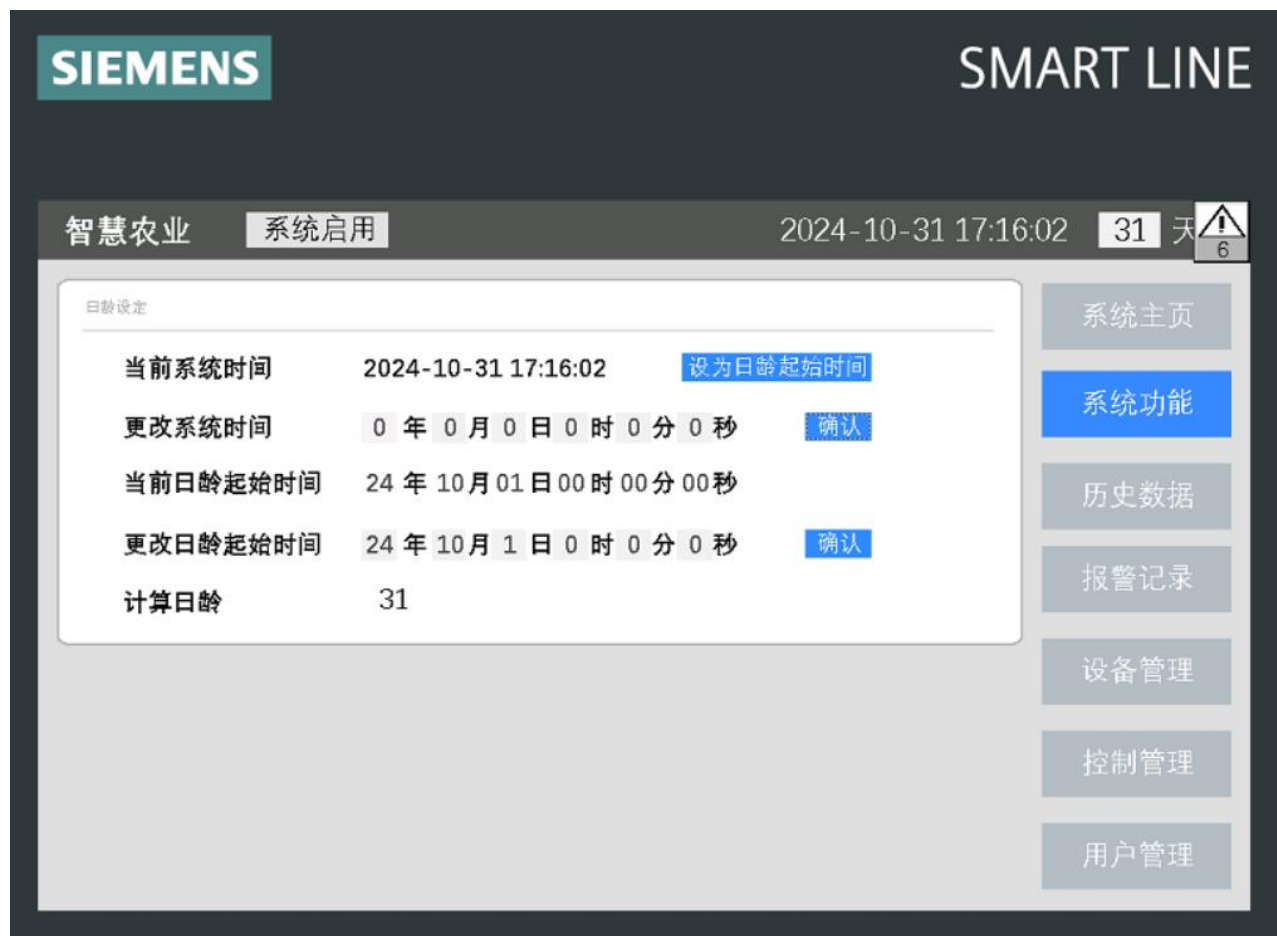 SIEMENS SMART LINE
智慧农业 系统启用 2024-10-31 17:16:02 31 天
6
日龄设定
当前系统时间 2024-10-31 17:16:02 设为日龄起始时间
更改系统时间 0 年 0 月 0 日 0 时 0 分 0 秒 确认
当前日龄起始时间 24 年 10 月 01 日 00 时 00 分 00 秒
更改日龄起始时间 24 年 10 月 1 日 0 时 0 分 0 秒 确认
计算日龄 31
系统主页
系统功能
历史数据
报警记录
设备管理
控制管理
用户管理